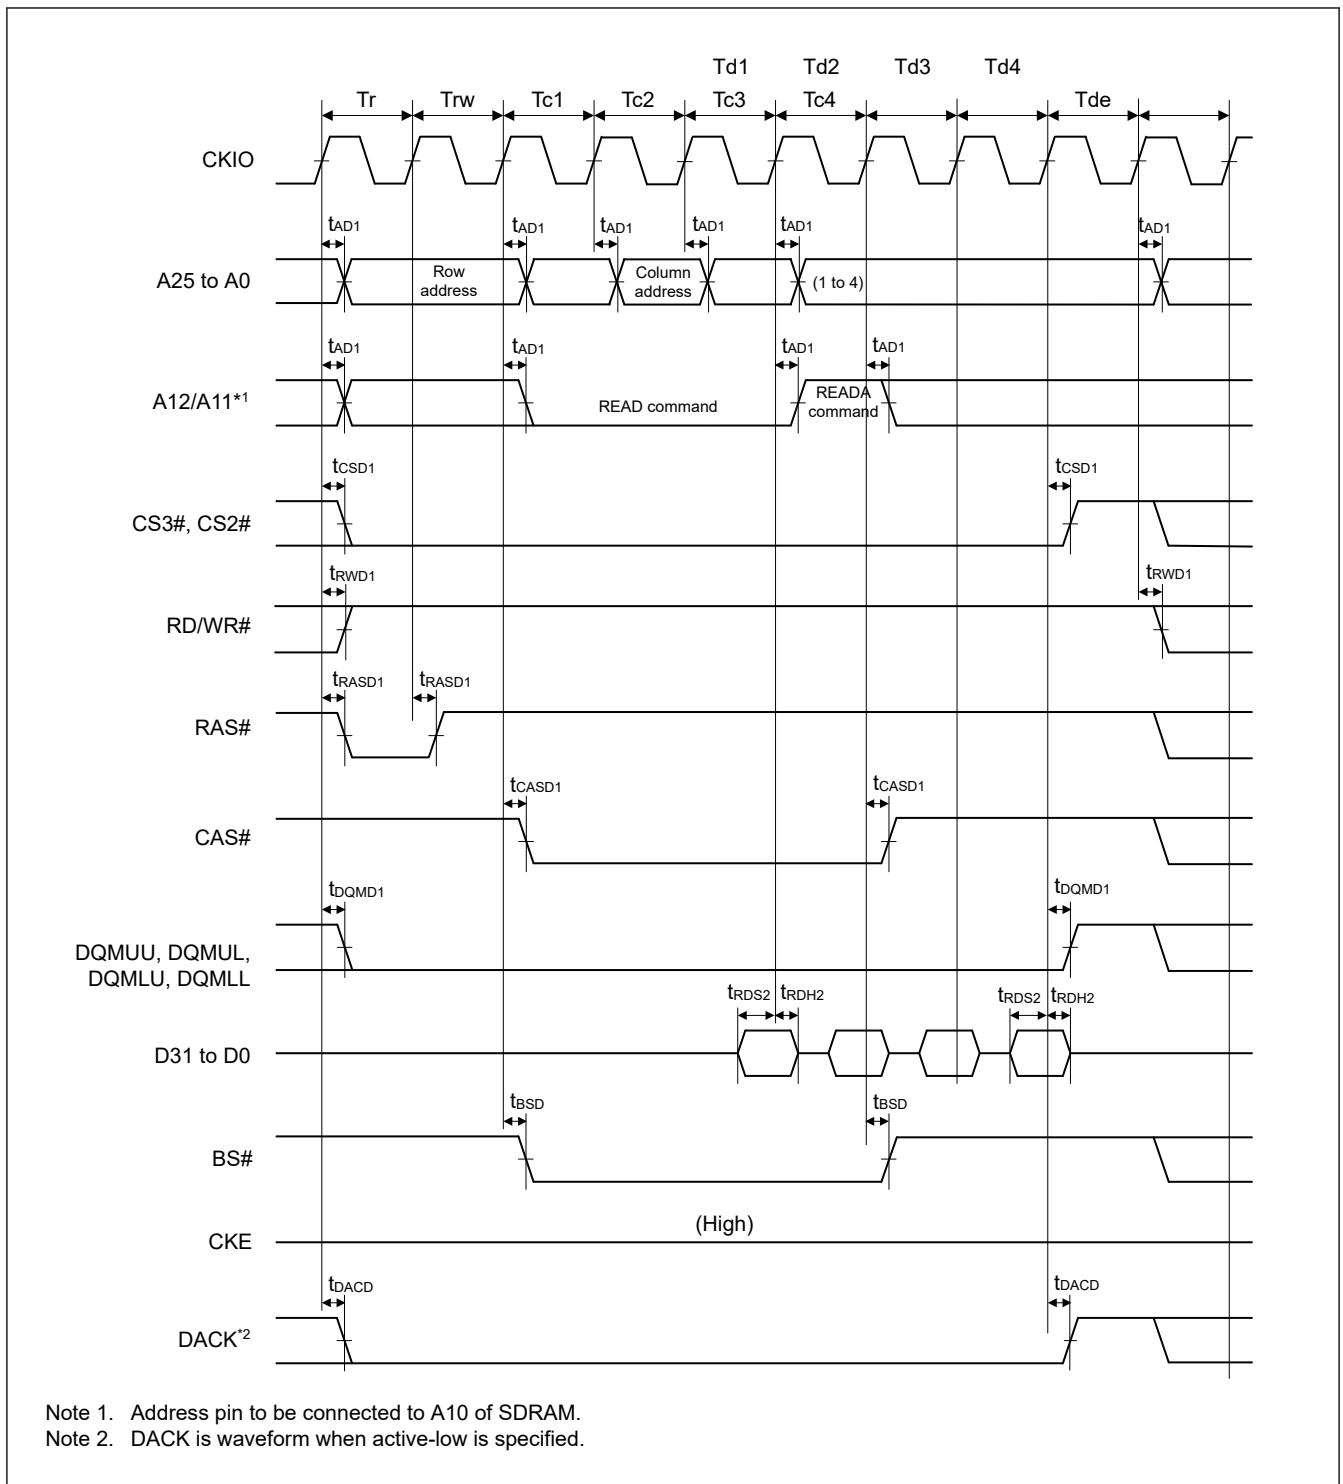 Td1 Td2 Td3 Td4
Tr Trw Tc1 Tc2 Tc3 Tc4 Tde
CKIO
tAD1 tAD1 tAD1 tAD1 tAD1 tAD1
A25 to A0
Row address
Column address
(1 to 4)
tAD1 tAD1 tAD1 tAD1
A12/A11*1
READ command
READA command
tCSD1 tCSD1
CS3#, CS2#
tRWD1 tRWD1
RD/WR#
tRASD1 tRASD1
RAS#
tCASD1 tCASD1
CAS#
tDQMD1 tDQMD1
DQMUU, DQMUL,
DQMLU, DQMLL
tRDS2 tRDH2 tRDS2 tRDH2
D31 to D0
tBSD tBSD
BS#
(High)
CKE
tDACD tDACD
DACK*2
Note 1. Address pin to be connected to A10 of SDRAM.
Note 2. DACK is waveform when active-low is specified.